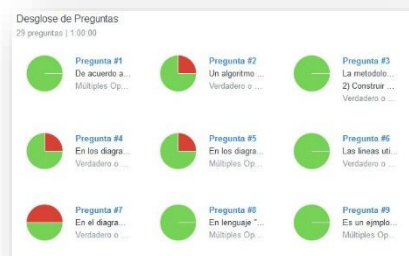 Desglose de Preguntas
29 preguntas | 1:00:00
Pregunta #1
De acuerdo a...
Múltiples Op...
Pregunta #2
Un algoritmo ...
Verdadero o ...
Pregunta #3
La metodolo...
2) Construir ...
Verdadero o ...
Pregunta #4
En los diagra...
Verdadero o ...
Pregunta #5
En los diagra...
Múltiples Op...
Pregunta #6
Las lineas uti...
Verdadero o ...
Pregunta #7
En el diagra...
Verdadero o ...
Pregunta #8
En lenguaje "...
Múltiples Op...
Pregunta #9
Es un ejmplo...
Múltiples Op...